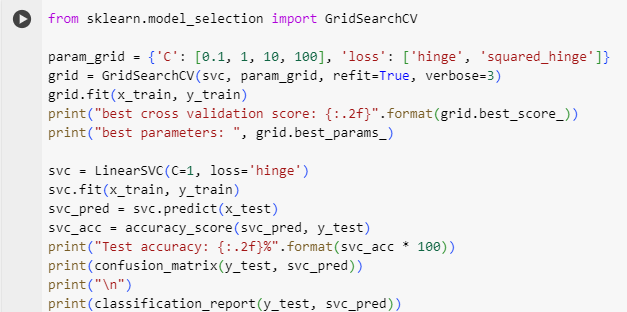 from sklearn.model_selection import GridSearchCV
param_grid = {'C': [0.1, 1, 10, 100], 'loss': ['hinge', 'squared_hinge']}
grid = GridSearchCV(svc, param_grid, refit=True, verbose=3)
grid.fit(x_train, y_train)
print("best cross validation score: {:.2f}".format(grid.best_score_))
print("best parameters: ", grid.best_params_)
svc = LinearSVC(C=1, loss='hinge')
svc.fit(x_train, y_train)
svc_pred = svc.predict(x_test)
svc_acc = accuracy_score(svc_pred, y_test)
print("Test accuracy: {:.2f}%".format(svc_acc * 100))
print(confusion_matrix(y_test, svc_pred))
print("\n")
print(classification_report(y_test, svc_pred))